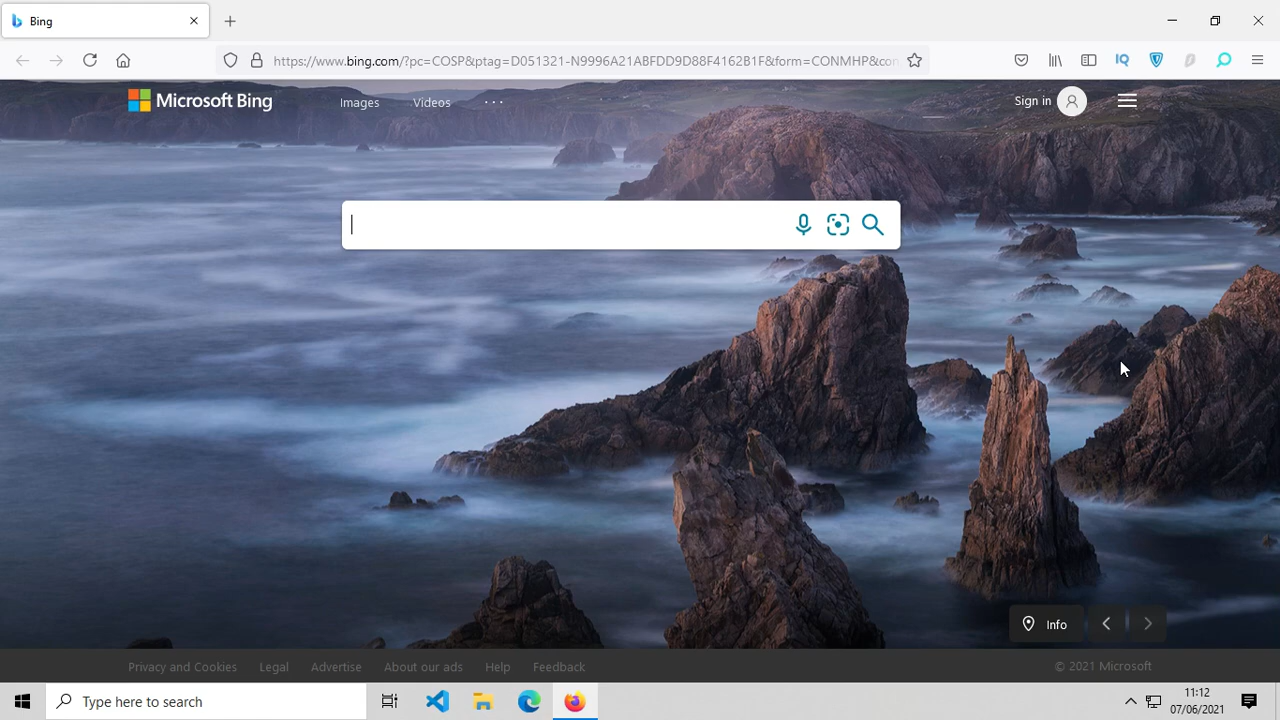 Bing
https://www.bing.com/?pc=COSP&ptag=D051321-N9996A21ABFDD9D88F4162B1F&form=CONMHP&con
Microsoft Bing
Images
Videos
...
Sign in
Info
Privacy and Cookies
Legal
Advertise
About our ads
Help
Feedback
© 2021 Microsoft
Type here to search
11:12
07/06/2021